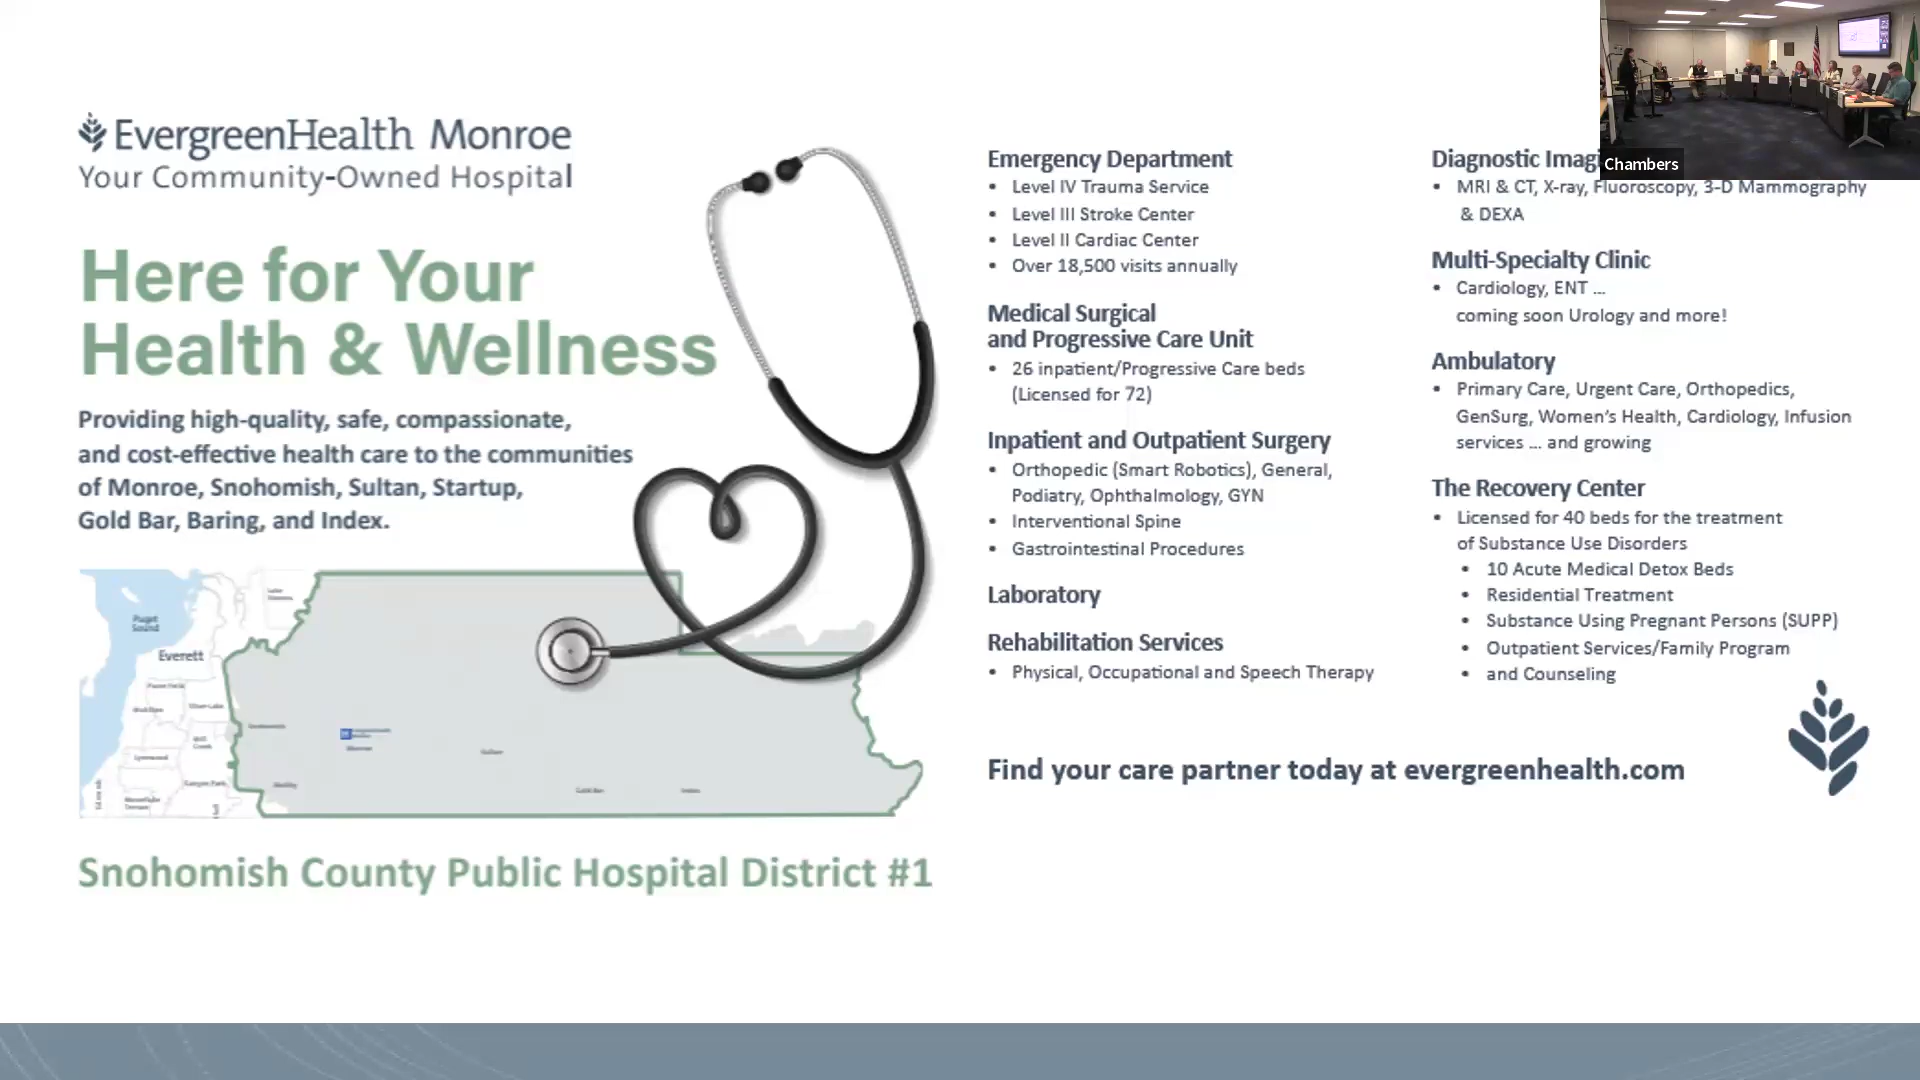 EvergreenHealth Monroe
Your Community-Owned Hospital
Here for Your
Health & Wellness
Providing high-quality, safe, compassionate,
and cost-effective health care to the communities
of Monroe, Snohomish, Sultan, Startup,
Gold Bar, Baring, and Index.
Puget
Sound
Everett
Monroe
Sultan
Gold Bar
Index
Snohomish County Public Hospital District #1
Emergency Department
• Level IV Trauma Service
• Level III Stroke Center
• Level II Cardiac Center
• Over 18,500 visits annually
Medical Surgical
and Progressive Care Unit
• 26 inpatient/Progressive Care beds
(Licensed for 72)
Inpatient and Outpatient Surgery
• Orthopedic (Smart Robotics), General,
Podiatry, Ophthalmology, GYN
• Interventional Spine
• Gastrointestinal Procedures
Laboratory
Rehabilitation Services
• Physical, Occupational and Speech Therapy
Diagnostic Imagi
• MRI & CT, X-ray, Fluoroscopy, 3-D Mammography
& DEXA
Multi-Specialty Clinic
• Cardiology, ENT ...
coming soon Urology and more!
Ambulatory
• Primary Care, Urgent Care, Orthopedics,
GenSurg, Women's Health, Cardiology, Infusion
services ... and growing
The Recovery Center
• Licensed for 40 beds for the treatment
of Substance Use Disorders
• 10 Acute Medical Detox Beds
• Residential Treatment
• Substance Using Pregnant Persons (SUPP)
• Outpatient Services/Family Program
• and Counseling
Find your care partner today at evergreenhealth.com
Chambers